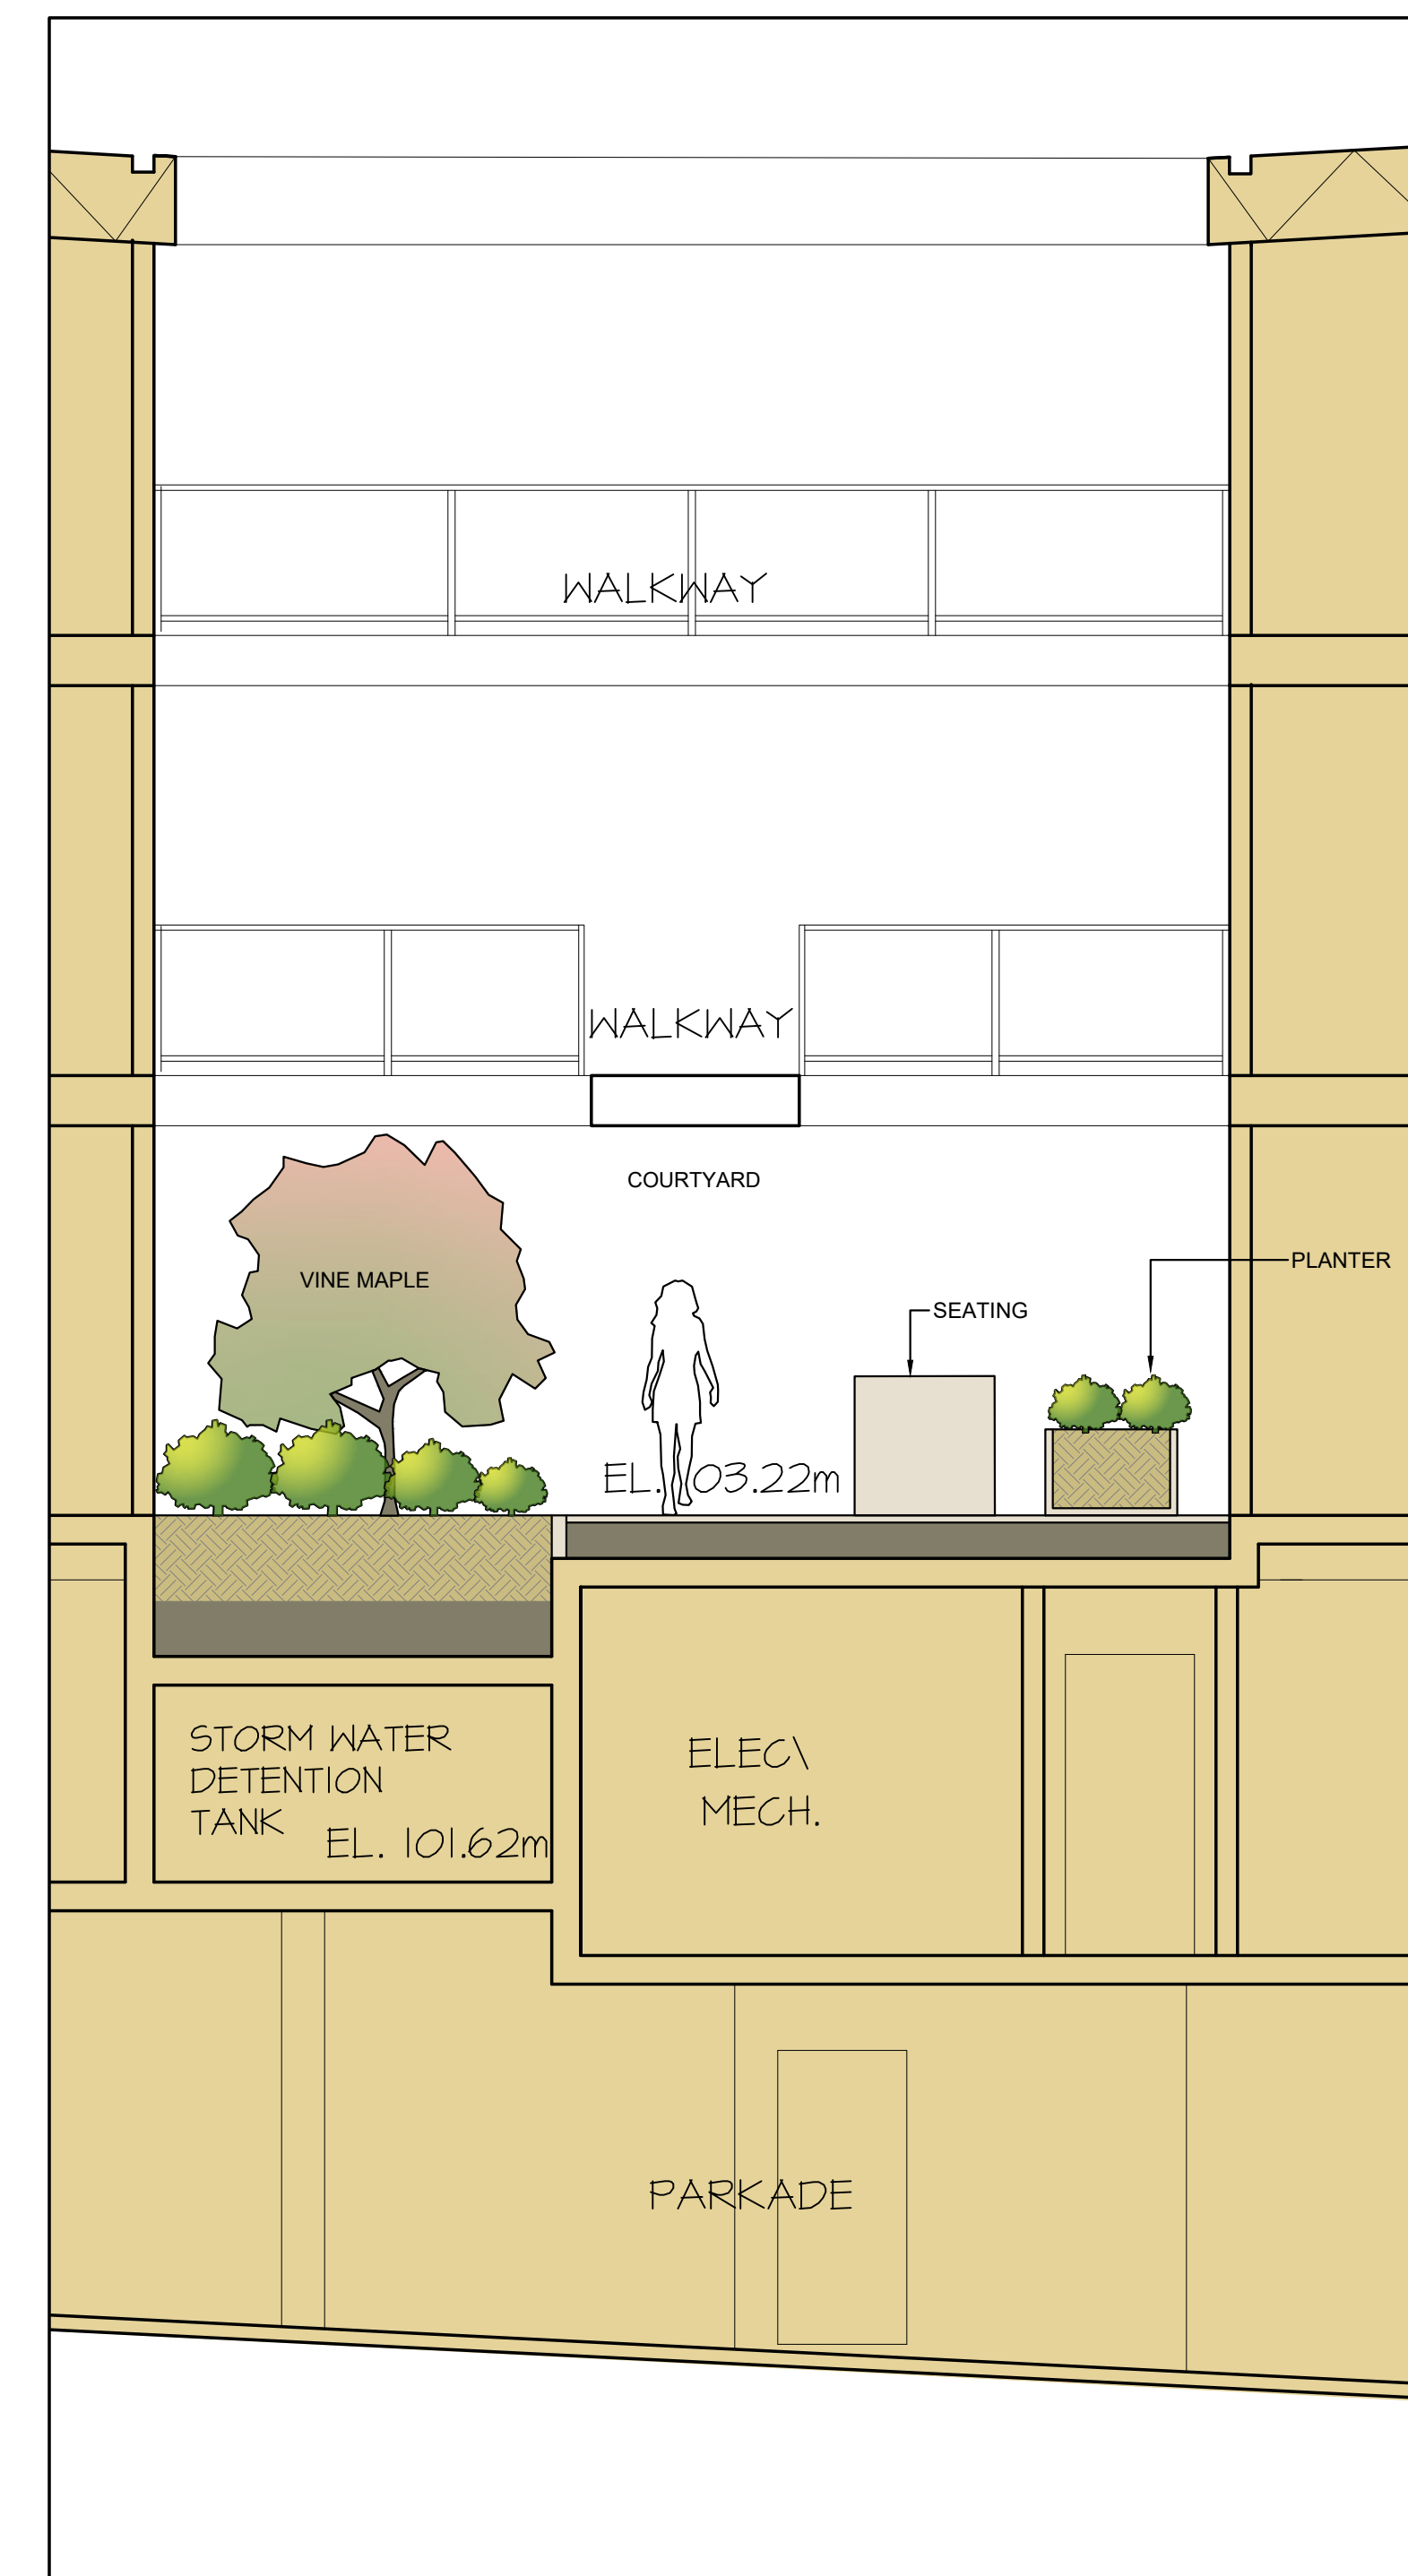 WALKWAY
WALKWAY
COURTYARD
VINE MAPLE
PLANTER
SEATING
EL. 03.22m
STORM WATER
DETENTION
TANK
EL. 101.62m
ELEC\
MECH.
PARKADE